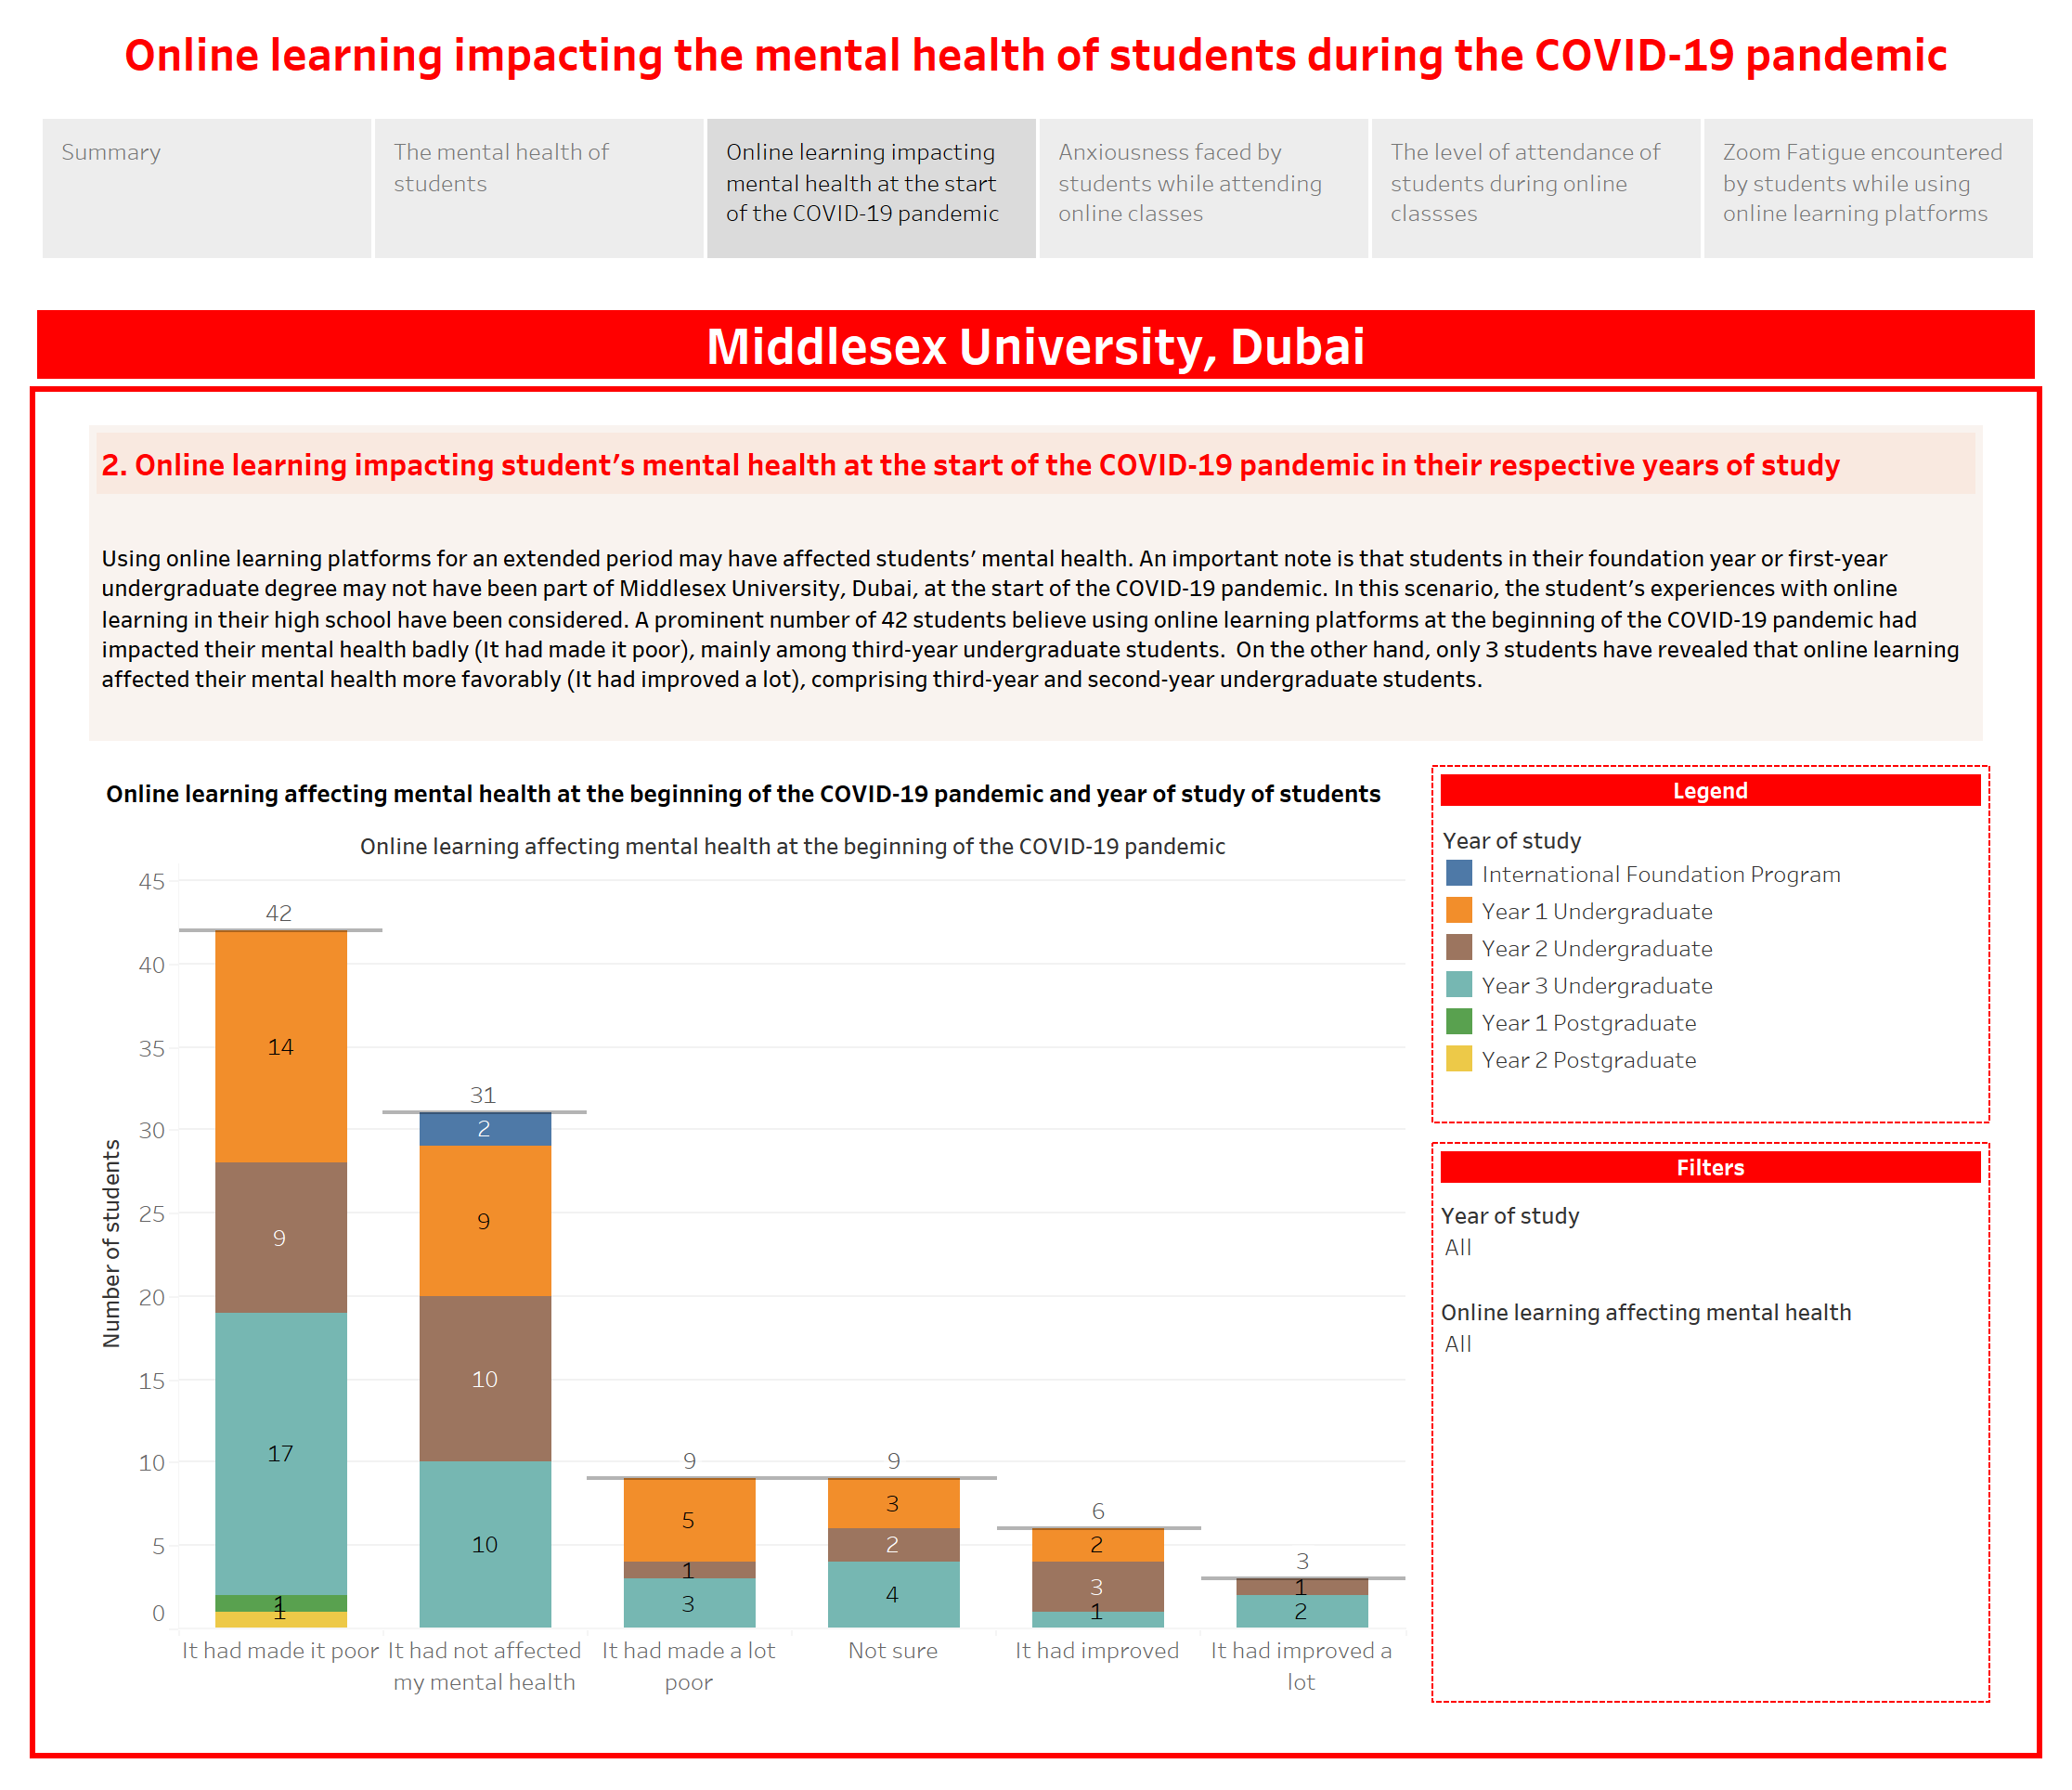 Online learning impacting the mental health of students during the COVID-19 pandemic
Summary
The mental health of
students
Online learning impacting
mental health at the start
of the COVID-19 pandemic
Anxiousness faced by
students while attending
online classes
The level of attendance of
students during online
classses
Zoom Fatigue encountered
by students while using
online learning platforms
Middlesex University, Dubai
2. Online learning impacting student's mental health at the start of the COVID-19 pandemic in their respective years of study
Using online learning platforms for an extended period may have affected students' mental health. An important note is that students in their foundation year or first-year
undergraduate degree may not have been part of Middlesex University, Dubai, at the start of the COVID-19 pandemic. In this scenario, the student's experiences with online
learning in their high school have been considered. A prominent number of 42 students believe using online learning platforms at the beginning of the COVID-19 pandemic had
impacted their mental health badly (It had made it poor), mainly among third-year undergraduate students.  On the other hand, only 3 students have revealed that online learning
affected their mental health more favorably (It had improved a lot), comprising third-year and second-year undergraduate students.
Online learning affecting mental health at the beginning of the COVID-19 pandemic and year of study of students
Online learning affecting mental health at the beginning of the COVID-19 pandemic
Number of students
45
40
35
30
25
20
15
10
5
0
42
14
9
17
1
1
31
2
9
10
10
9
5
1
3
9
3
2
4
6
2
3
1
3
1
2
It had made it poor
It had not affected
my mental health
It had made a lot
poor
Not sure
It had improved
It had improved a
lot
Legend
Year of study
International Foundation Program
Year 1 Undergraduate
Year 2 Undergraduate
Year 3 Undergraduate
Year 1 Postgraduate
Year 2 Postgraduate
Filters
Year of study
All
Online learning affecting mental health
All